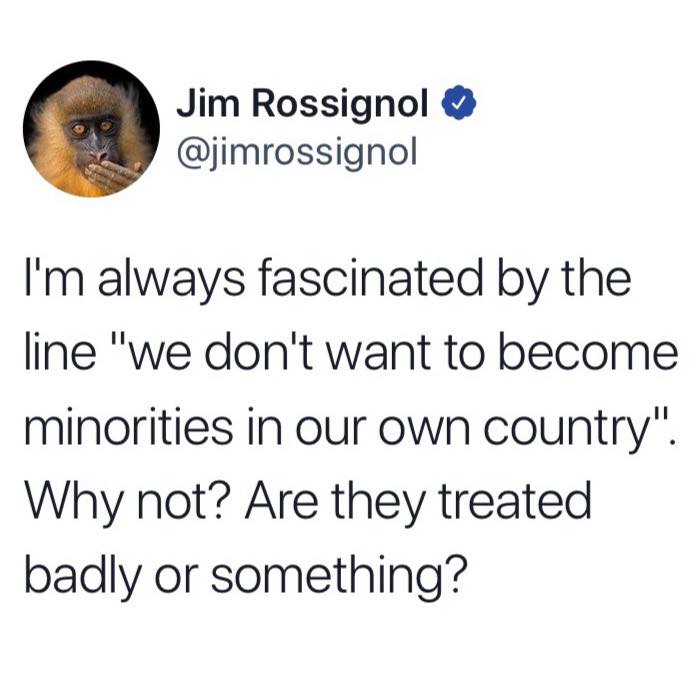 Jim Rossignol
@jimrossignol
I'm always fascinated by the
line "we don't want to become
minorities in our own country".
Why not? Are they treated
badly or something?